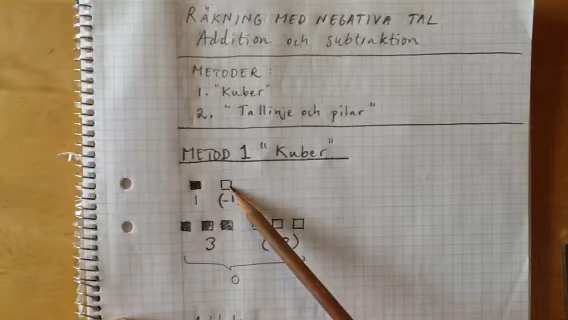 RÄKNING MED NEGATIVA TAL
Addition och subtraktion
METODER:
1. "Kuber"
2. "Tallinje och pilar"
METOD 1 "Kuber"
1 (-1
3 (
0